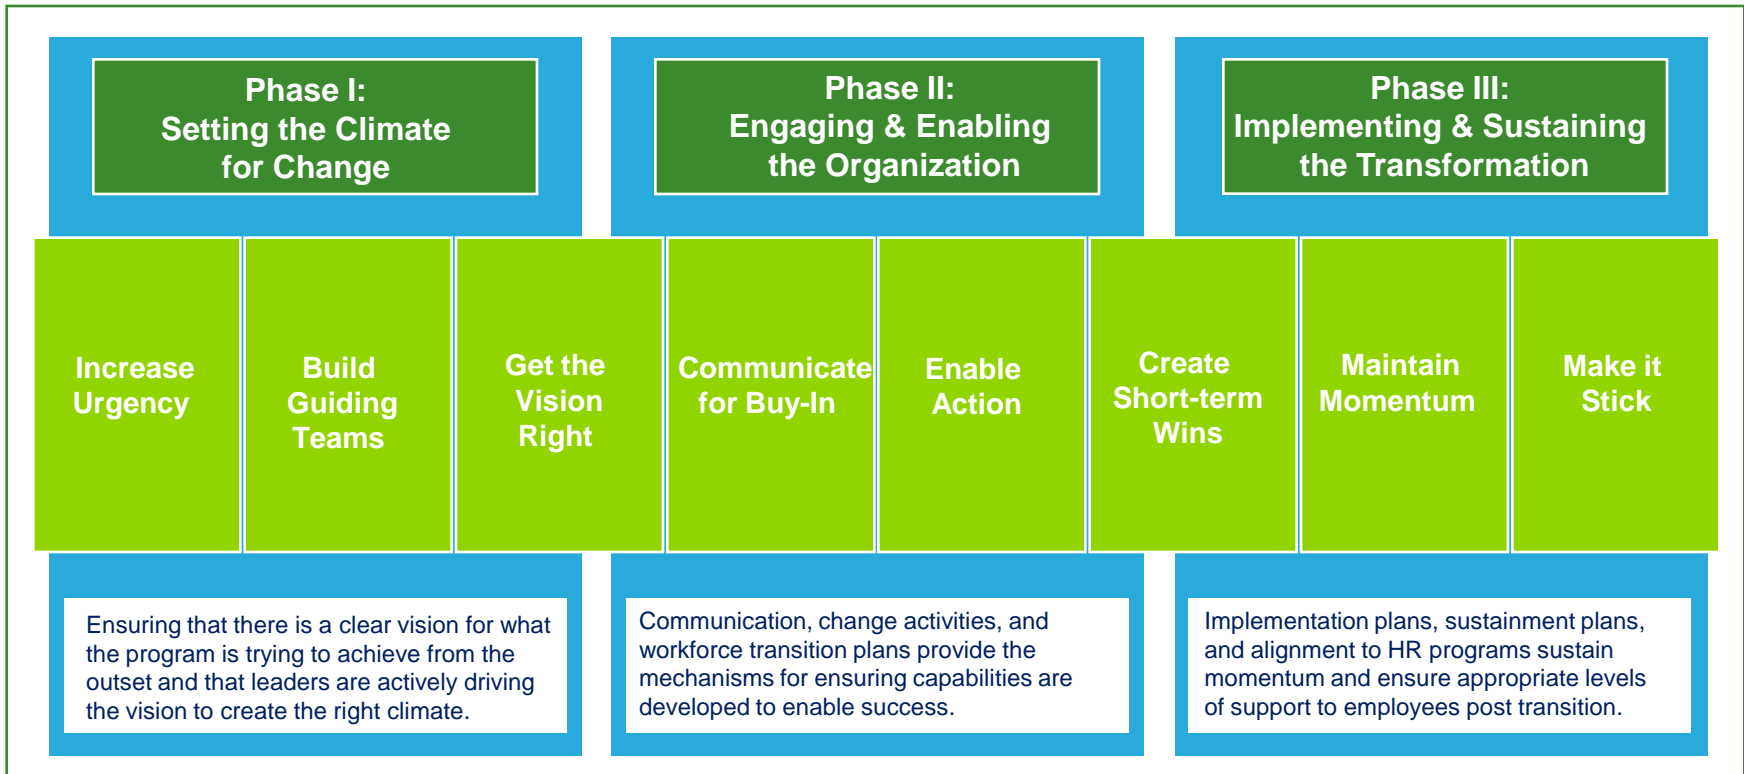 Phase I:
Setting the Climate
for Change
Phase II:
Engaging & Enabling
the Organization
Phase III:
Implementing & Sustaining
the Transformation
Increase
Urgency
Build
Guiding
Teams
Get the
Vision
Right
Communicate
for Buy-In
Enable
Action
Create
Short-term
Wins
Maintain
Momentum
Make it
Stick
Ensuring that there is a clear vision for what
the program is trying to achieve from the
outset and that leaders are actively driving
the vision to create the right climate.
Communication, change activities, and
workforce transition plans provide the
mechanisms for ensuring capabilities are
developed to enable success.
Implementation plans, sustainment plans,
and alignment to HR programs sustain
momentum and ensure appropriate levels
of support to employees post transition.